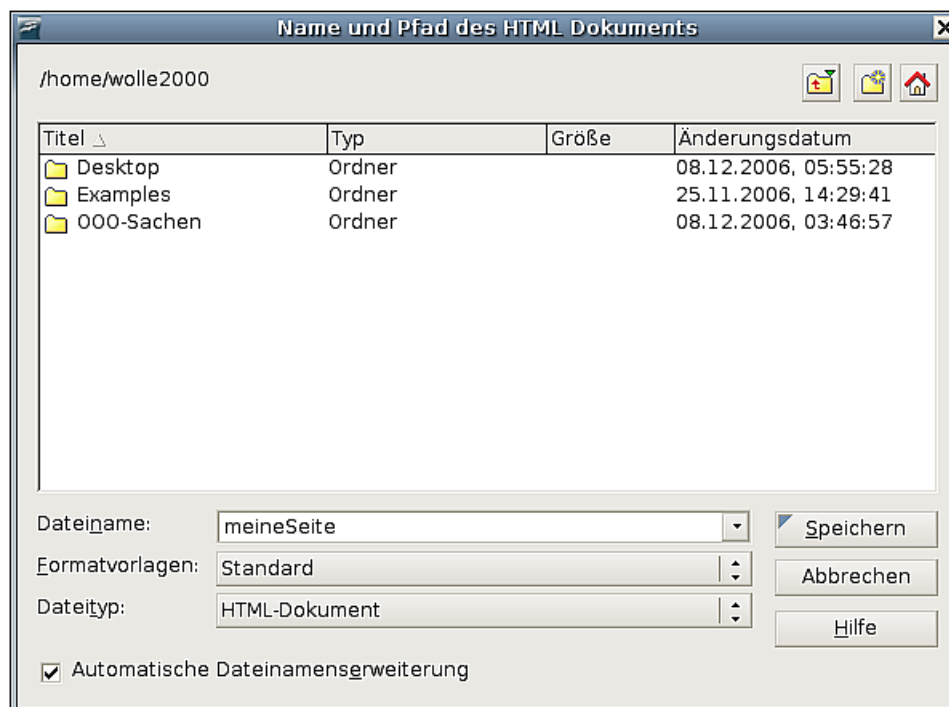 Name und Pfad des HTML Dokuments
/home/wolle2000
Titel Typ Größe Änderungsdatum
Desktop Ordner 08.12.2006, 05:55:28
Examples Ordner 25.11.2006, 14:29:41
OOO-Sachen Ordner 08.12.2006, 03:46:57
Dateiname: meineSeite Speichern
Formatvorlagen: Standard Abbrechen
Dateityp: HTML-Dokument Hilfe
Automatische Dateinamenserweiterung